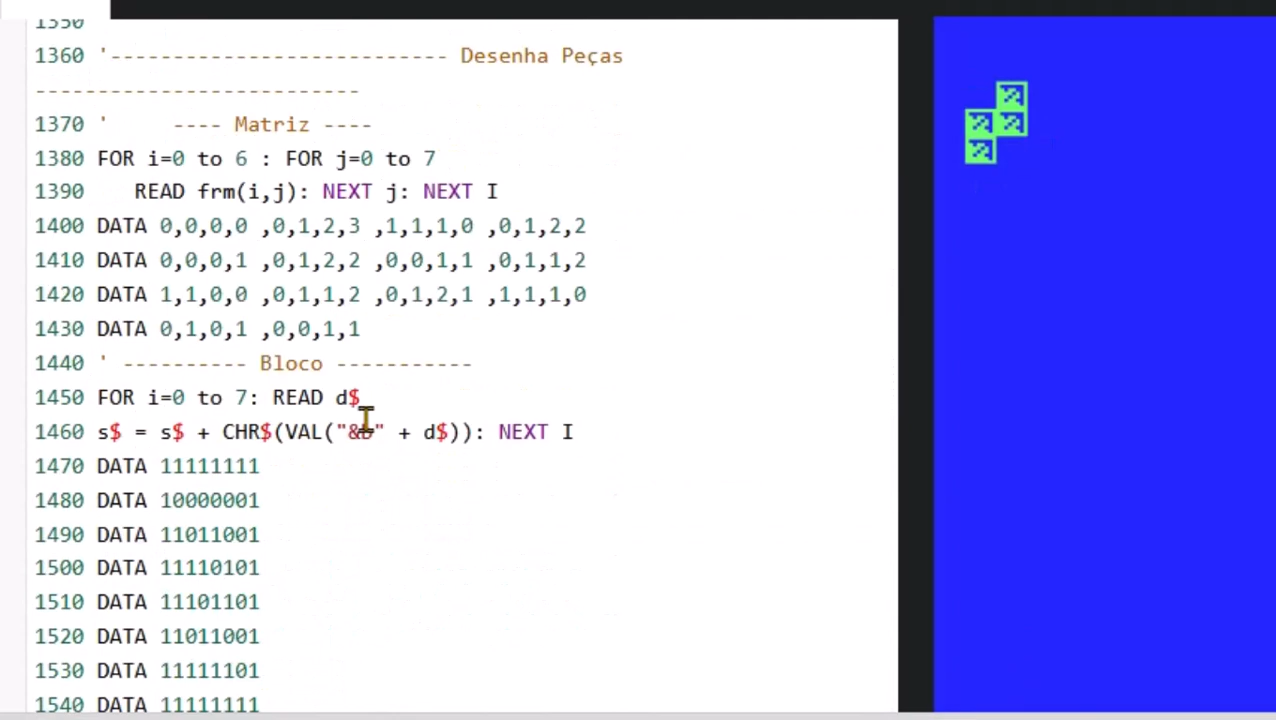 1350
1360 '--------------------------- Desenha Peças
--------------------------
1370 '     ---- Matriz ----
1380 FOR i=0 to 6 : FOR j=0 to 7
1390    READ frm(i,j): NEXT j: NEXT I
1400 DATA 0,0,0,0 ,0,1,2,3 ,1,1,1,0 ,0,1,2,2
1410 DATA 0,0,0,1 ,0,1,2,2 ,0,0,1,1 ,0,1,1,2
1420 DATA 1,1,0,0 ,0,1,1,2 ,0,1,2,1 ,1,1,1,0
1430 DATA 0,1,0,1 ,0,0,1,1
1440 ' ---------- Bloco -----------
1450 FOR i=0 to 7: READ d$
1460 s$ = s$ + CHR$(VAL("&b" + d$)): NEXT I
1470 DATA 11111111
1480 DATA 10000001
1490 DATA 11011001
1500 DATA 11110101
1510 DATA 11101101
1520 DATA 11011001
1530 DATA 11111101
1540 DATA 11111111